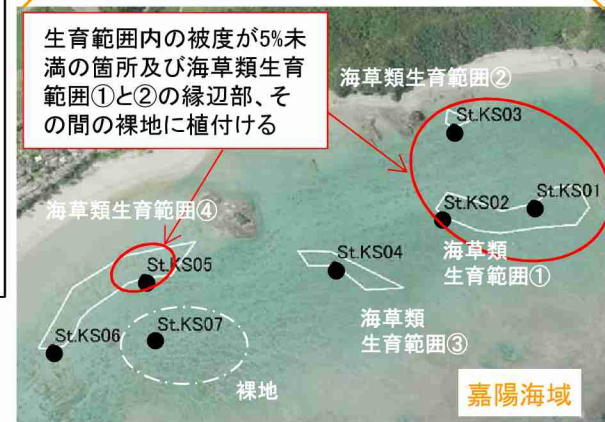 生育範囲内の被度が5%未
満の箇所及び海草類生育
範囲①と②の縁辺部、そ
の間の裸地に植付ける
海草類生育範囲②
St.KS03
St.KS02
St.KS01
海草類
生育範囲①
海草類生育範囲④
St.KS05
St.KS04
海草類
生育範囲③
St.KS06
St.KS07
裸地
嘉陽海域